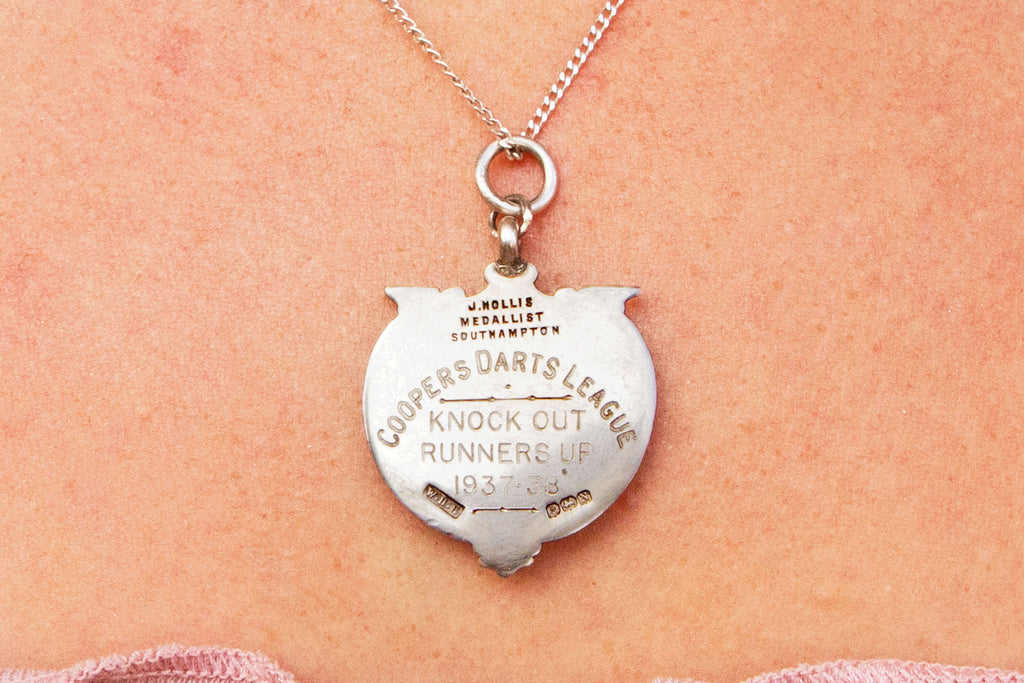 J. HOLLIS
MEDALLIST
SOUTHAMPTON
COOPERS DARTS LEAGUE
KNOCK OUT
RUNNERS UP
1937-38